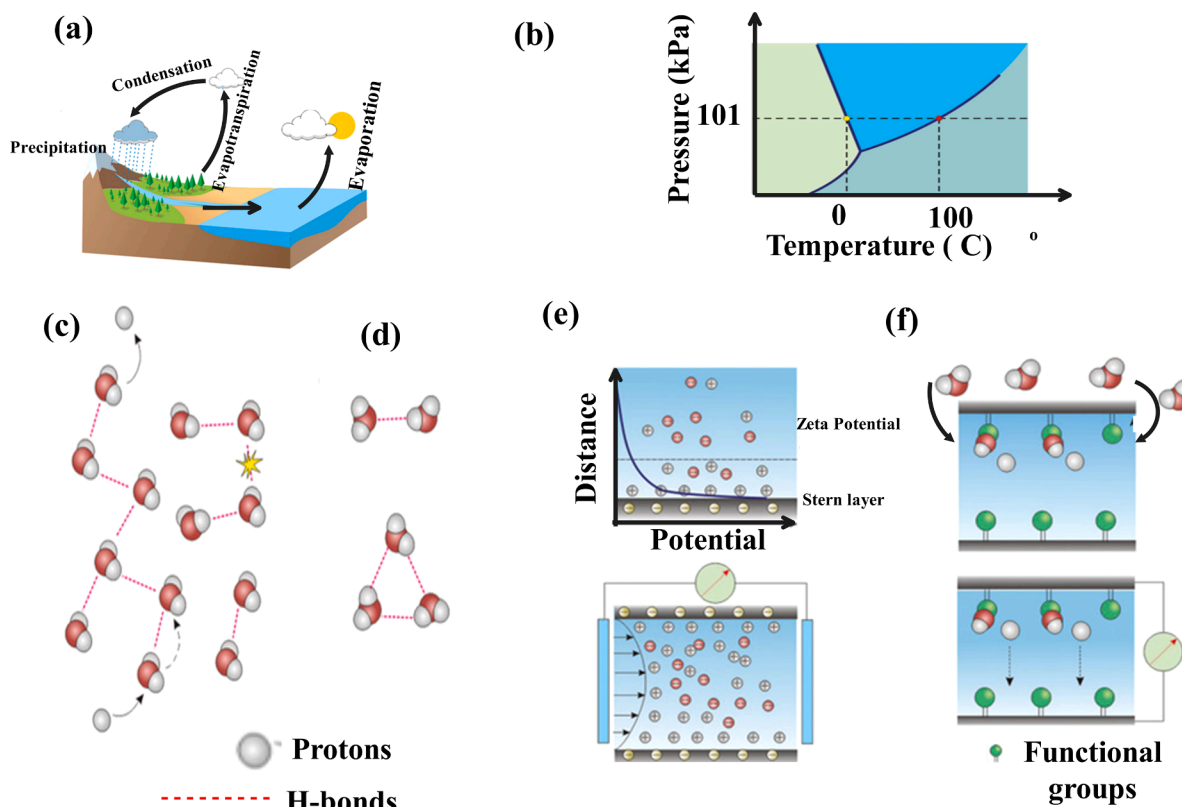 (a)
Condensation
Evapotranspiration
Evaporation
Precipitation
(b)
Pressure (kPa)
101
0
100
Temperature ( C)
o
(c)
(d)
Protons
H-bonds
(e)
Distance
Zeta Potential
Stern layer
Potential
(f)
Functional
groups